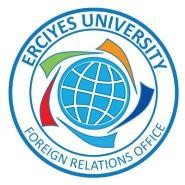 ERCIYES UNIVERSITY
FOREIGN RELATIONS OFFICE